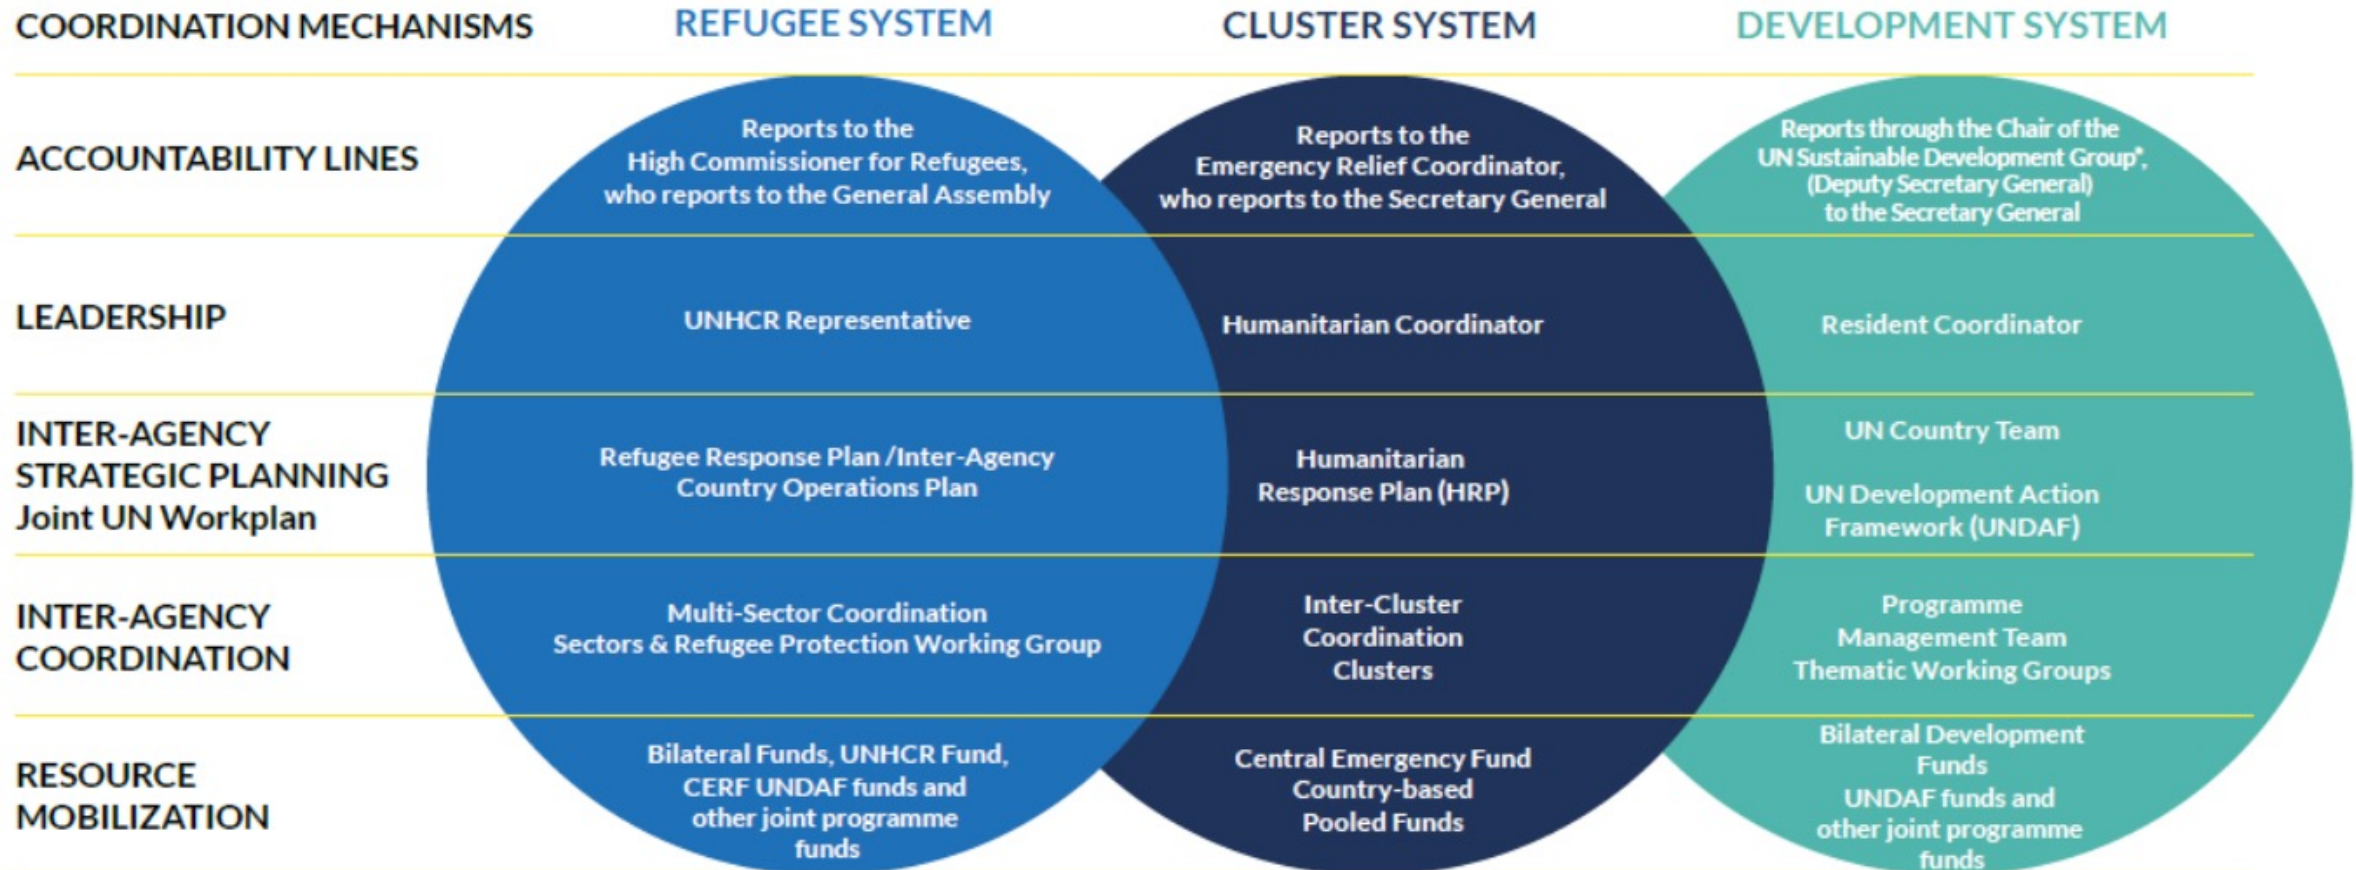 COORDINATION MECHANISMS
REFUGEE SYSTEM
CLUSTER SYSTEM
DEVELOPMENT SYSTEM
ACCOUNTABILITY LINES
Reports to the
High Commissioner for Refugees,
who reports to the General Assembly
Reports to the
Emergency Relief Coordinator,
who reports to the Secretary General
Reports through the Chair of the
UN Sustainable Development Group*,
(Deputy Secretary General)
to the Secretary General
LEADERSHIP
UNHCR Representative
Humanitarian Coordinator
Resident Coordinator
INTER-AGENCY
STRATEGIC PLANNING
Joint UN Workplan
Refugee Response Plan /Inter-Agency
Country Operations Plan
Humanitarian
Response Plan (HRP)
UN Country Team
UN Development Action
Framework (UNDAF)
INTER-AGENCY
COORDINATION
Multi-Sector Coordination
Sectors & Refugee Protection Working Group
Inter-Cluster
Coordination
Clusters
Programme
Management Team
Thematic Working Groups
RESOURCE
MOBILIZATION
Bilateral Funds, UNHCR Fund,
CERF UNDAF funds and
other joint programme
funds
Central Emergency Fund
Country-based
Pooled Funds
Bilateral Development
Funds
UNDAF funds and
other joint programme
funds